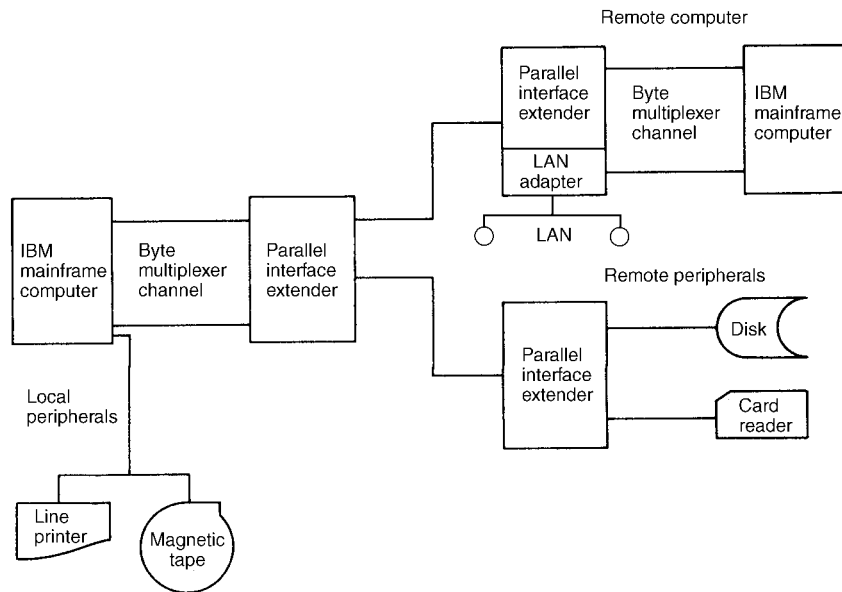 Remote computer
Parallel
interface
extender
Byte
multiplexer
channel
IBM
mainframe
computer
LAN
adapter
LAN
IBM
mainframe
computer
Byte
multiplexer
channel
Parallel
interface
extender
Remote peripherals
Parallel
interface
extender
Disk
Card
reader
Local
peripherals
Line
printer
Magnetic
tape